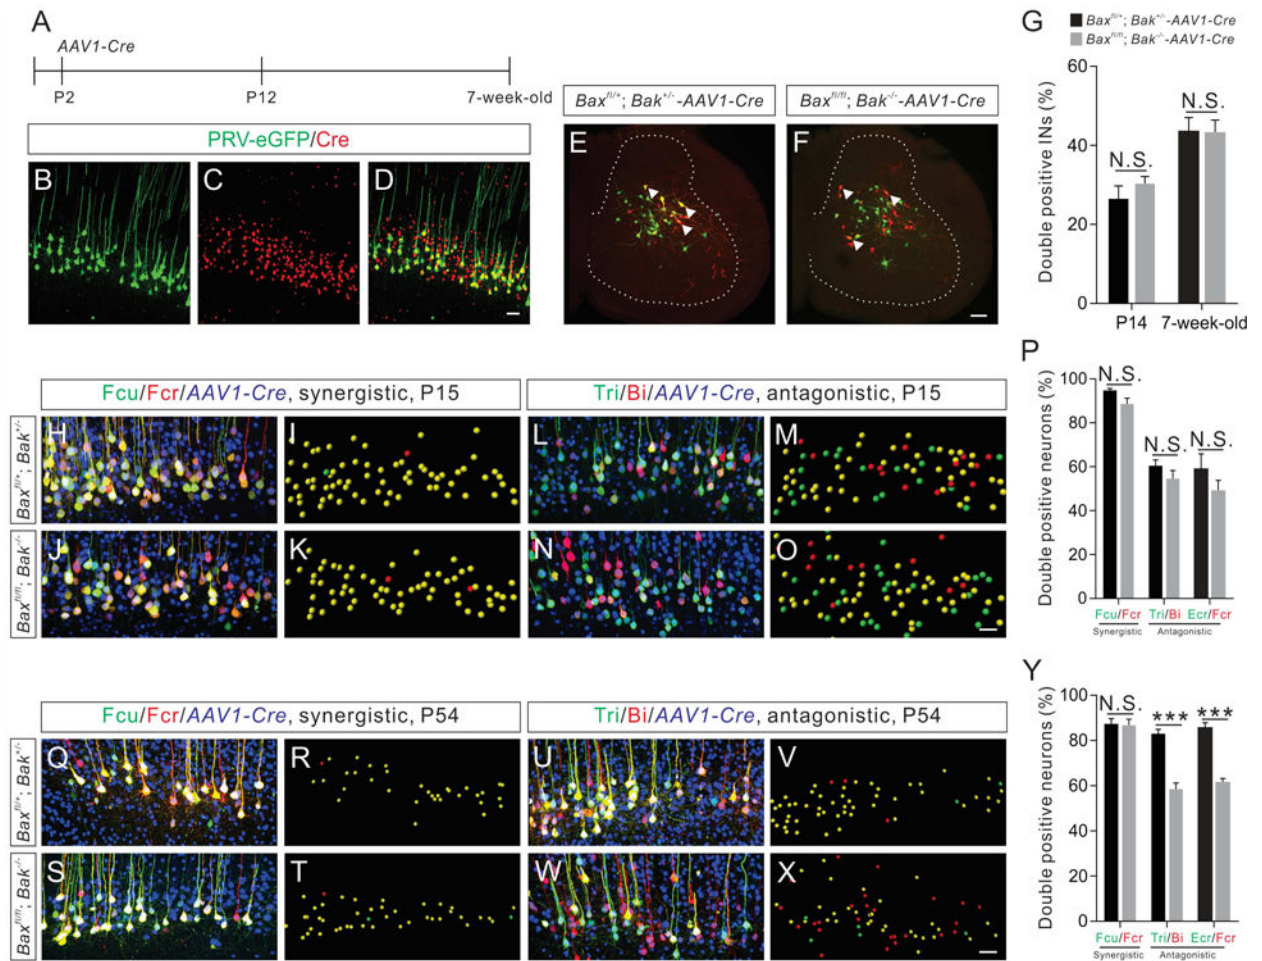 A
AAV1-Cre
P2
P12
7-week-old
PRV-eGFP/Cre
B
C
D
Bax^fl/+; Bak^+/- -AAV1-Cre
Bax^fl/fl; Bak^-/- -AAV1-Cre
E
F
G
Bax^fl/+; Bak^+/- -AAV1-Cre
Bax^fl/fl; Bak^-/- -AAV1-Cre
Double positive INs (%)
60
40
20
0
N.S.
N.S.
P14
7-week-old
Fcu/Fcr/AAV1-Cre, synergistic, P15
Tri/Bi/AAV1-Cre, antagonistic, P15
Bax^fl/+; Bak^+/-
H
I
L
M
Bax^fl/fl; Bak^-/-
J
K
N
O
P
Double positive neurons (%)
100
80
60
40
20
0
N.S.
N.S.
N.S.
Fcu/Fcr
Tri/Bi
Ecr/Fcr
Synergistic
Antagonistic
Fcu/Fcr/AAV1-Cre, synergistic, P54
Tri/Bi/AAV1-Cre, antagonistic, P54
Bax^fl/+; Bak^+/-
Q
R
U
V
Bax^fl/fl; Bak^-/-
S
T
W
X
Y
Double positive neurons (%)
100
80
60
40
20
0
N.S.
***
***
Fcu/Fcr
Tri/Bi
Ecr/Fcr
Synergistic
Antagonistic